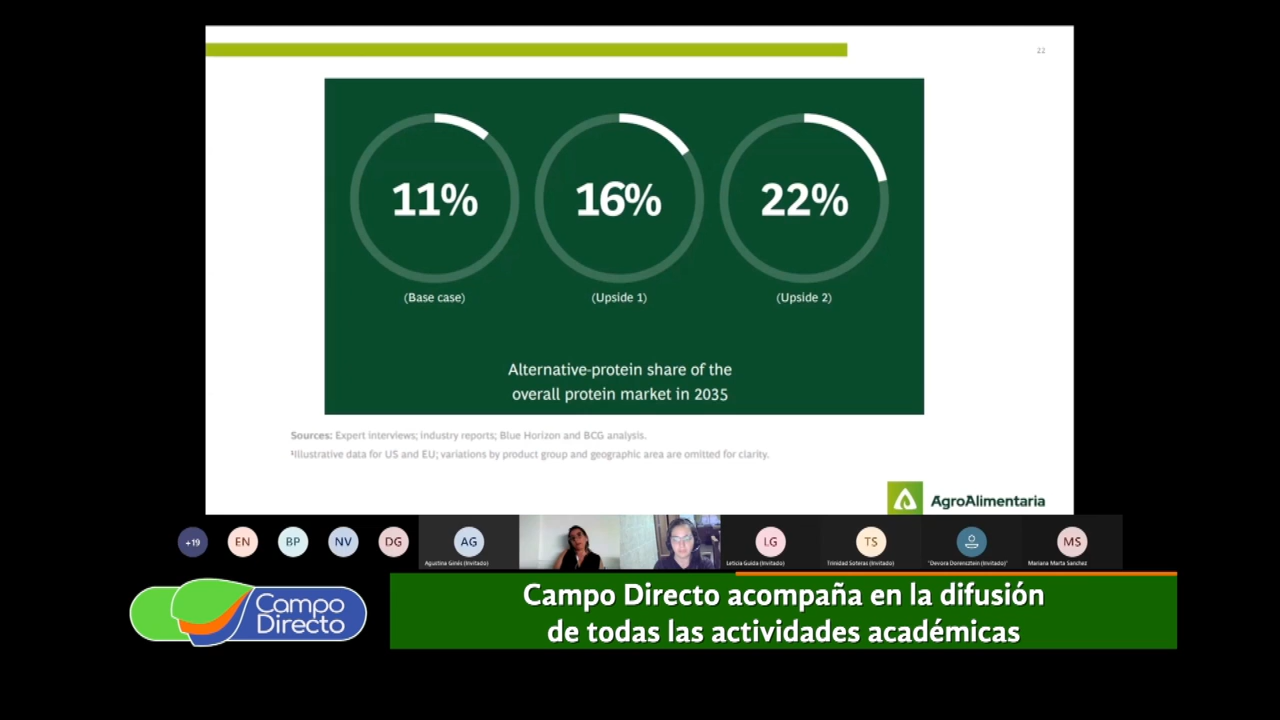 22
11%
16%
22%
(Base case)
(Upside 1)
(Upside 2)
Alternative-protein share of the
overall protein market in 2035
Sources: Expert interviews; industry reports; Blue Horizon and BCG analysis.
¹Illustrative data for US and EU; variations by product group and geographic area are omitted for clarity.
AgroAlimentaria
+19
EN
BP
NV
DG
AG
LG
TS
MS
Agustina Ginés (Invitado)
Leticia Guida (Invitado)
Trinidad Soteras (Invitado)
"Devora Dorensztein (Invitado)"
Mariana Marta Sanchez
Campo
Directo
Campo Directo acompaña en la difusión
de todas las actividades académicas